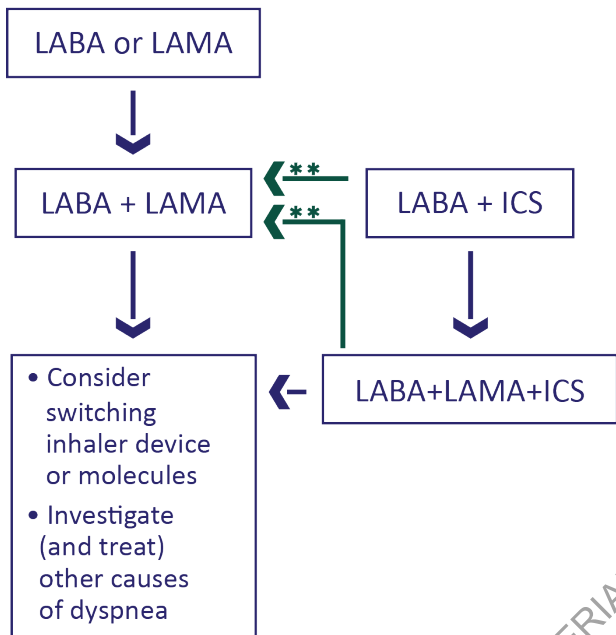 LABA or LAMA
**
LABA + LAMA
**
LABA + ICS
• Consider
switching
inhaler device
or molecules
• Investigate
(and treat)
other causes
of dyspnea
LABA+LAMA+ICS